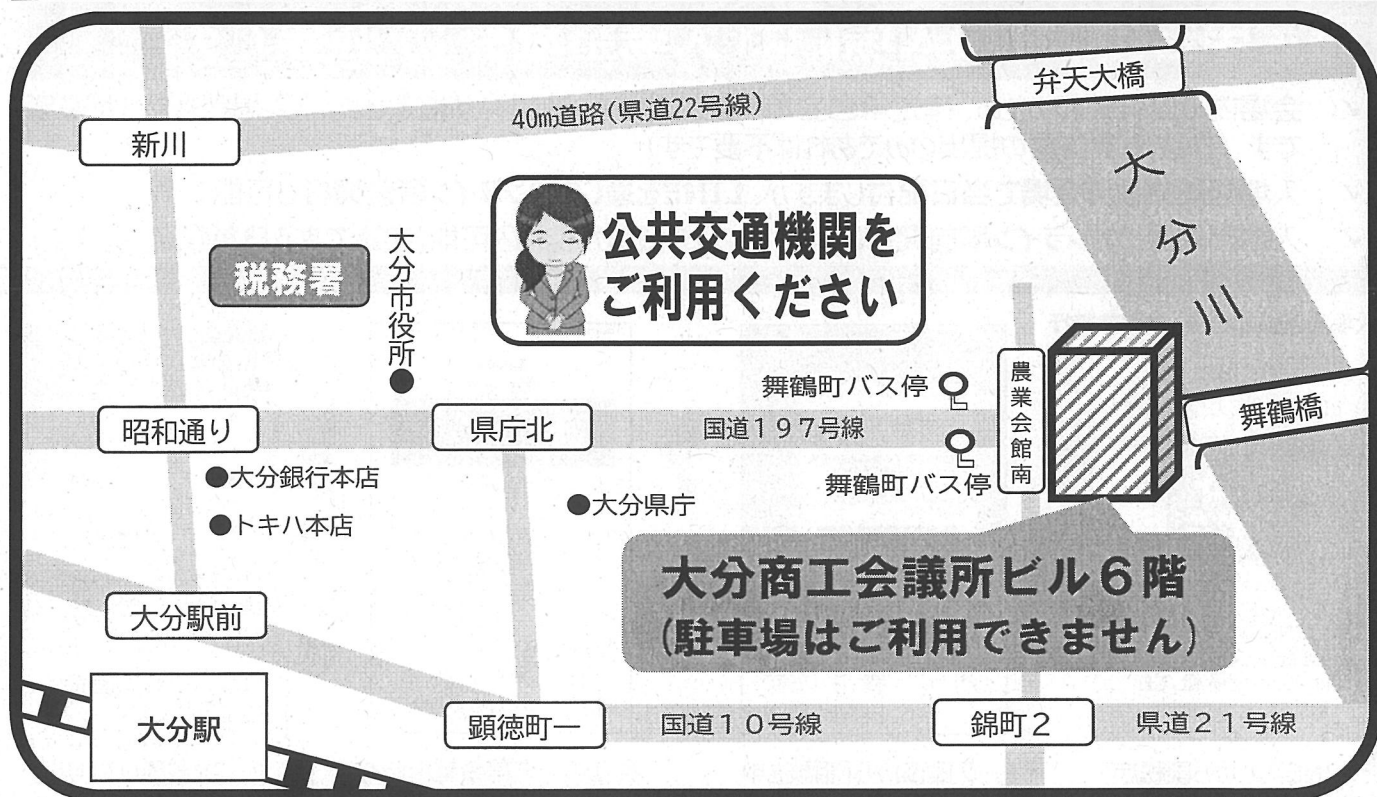 弁天大橋
40m道路(県道22号線)
新川
大分川
公共交通機関を
ご利用ください
税務署
大分市役所
舞鶴町バス停
農業会館南
舞鶴橋
昭和通り
県庁北
国道197号線
舞鶴町バス停
●大分銀行本店
●大分県庁
●トキハ本店
大分商工会議所ビル6階
(駐車場はご利用できません)
大分駅前
大分駅
顕徳町一
国道10号線
錦町2
県道21号線